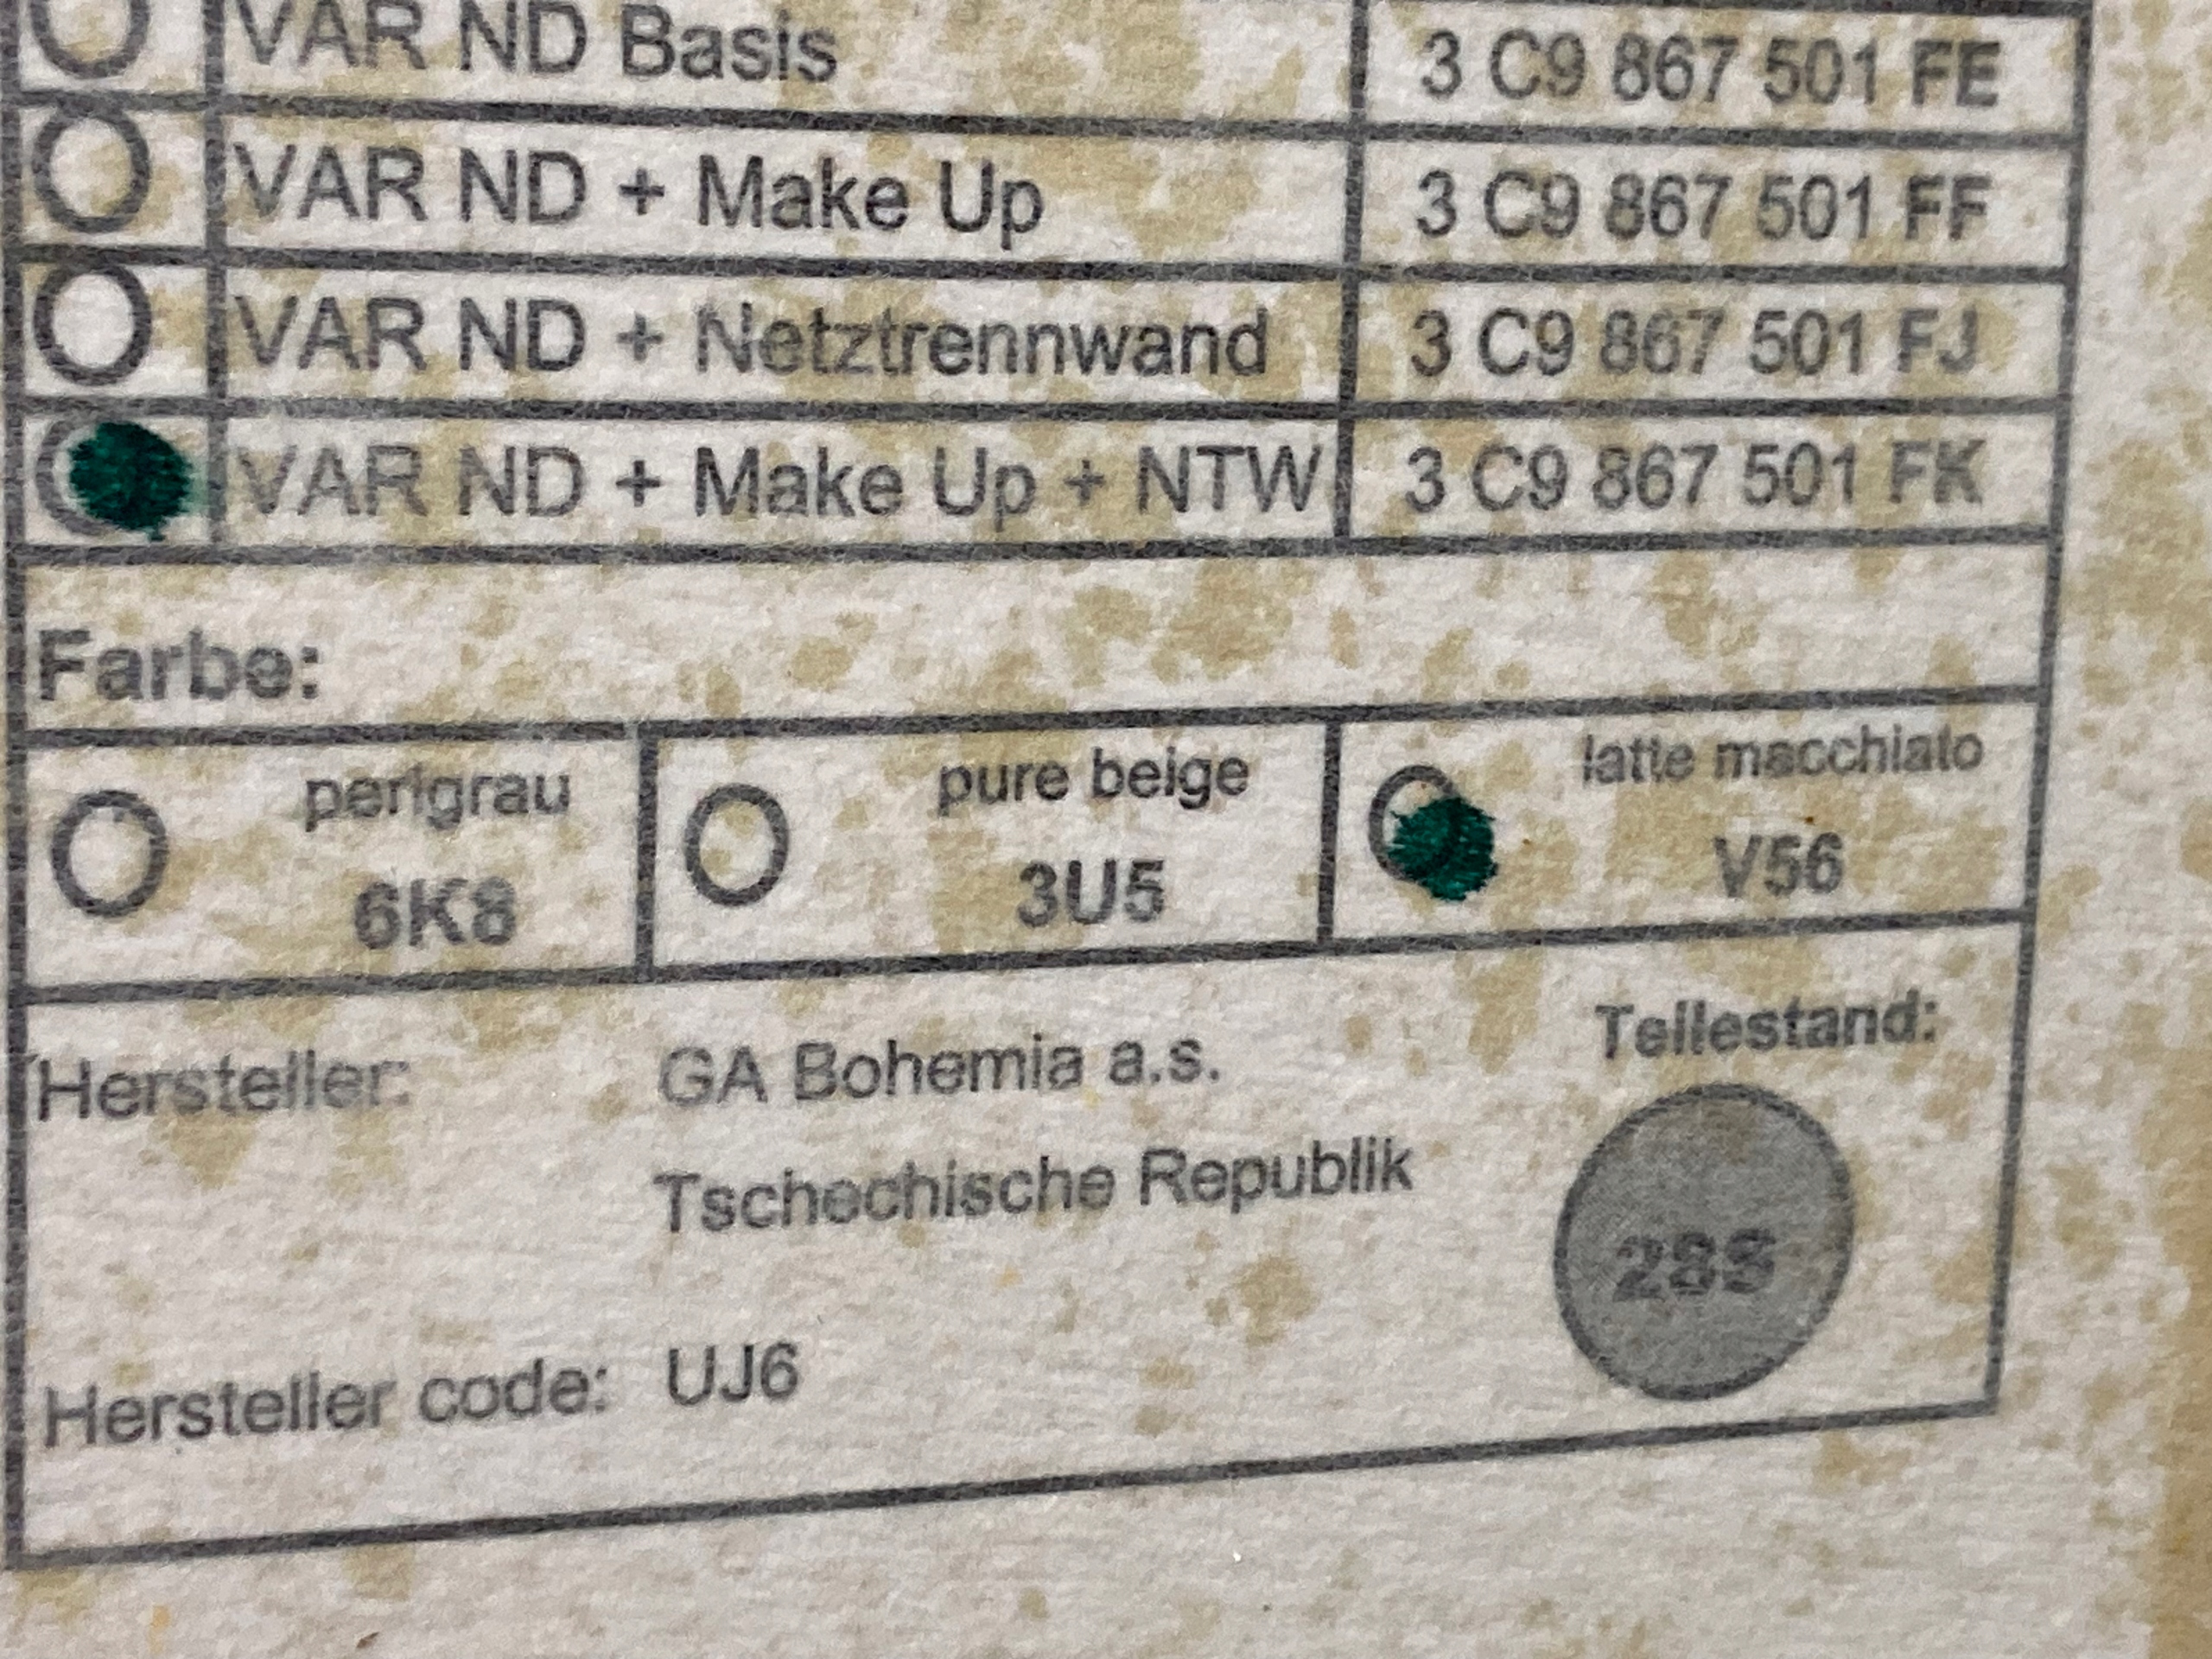 VAR ND Basis 3 C9 867 501 FE
VAR ND + Make Up 3 C9 867 501 FF
VAR ND + Netztrennwand 3 C9 867 501 FJ
VAR ND + Make Up + NTW 3 C9 867 501 FK
Farbe:
perlgrau pure beige latte macchiato
6K8 3U5 V56
Hersteller: GA Bohemia a.s. Teilestand:
Tschechische Republik
Hersteller code: UJ6